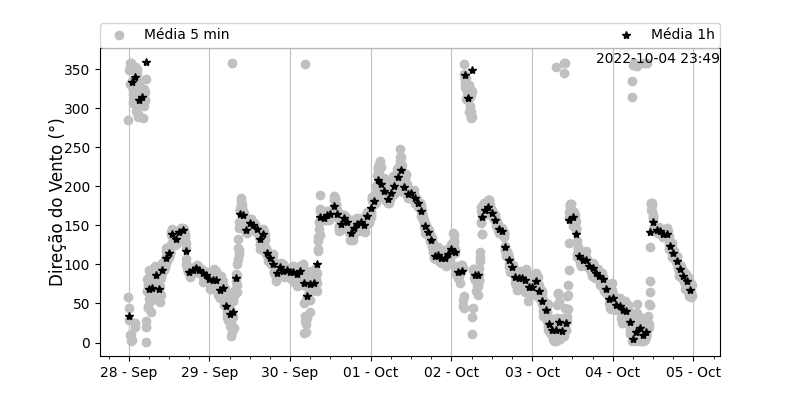 Média 5 min
Média 1h
2022-10-04 23:49
Direção do Vento (°)
350
300
250
200
150
100
50
0
28 - Sep
29 - Sep
30 - Sep
01 - Oct
02 - Oct
03 - Oct
04 - Oct
05 - Oct